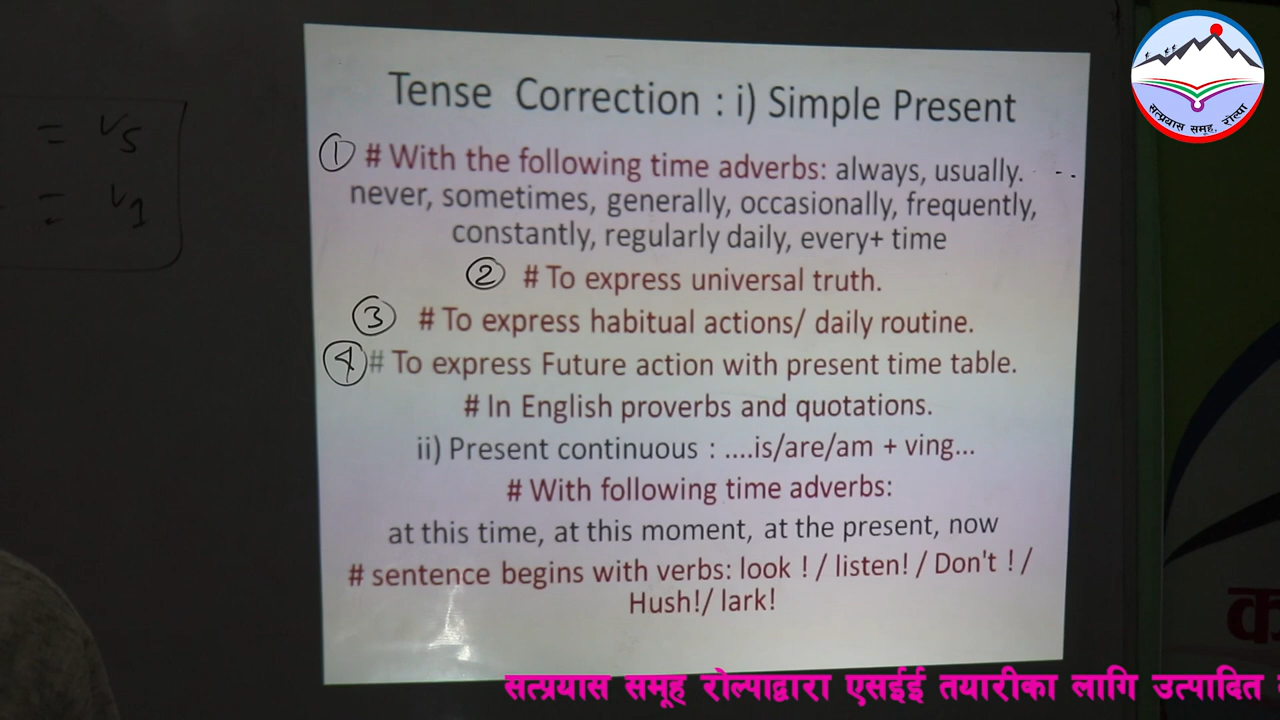 = v5
= v1
Tense Correction : i) Simple Present
① # With the following time adverbs: always, usually. - - .
never, sometimes, generally, occasionally, frequently,
constantly, regularly daily, every+ time
② # To express universal truth.
③ # To express habitual actions/ daily routine.
④ # To express Future action with present time table.
# In English proverbs and quotations.
ii) Present continuous : ....is/are/am + ving...
# With following time adverbs:
at this time, at this moment, at the present, now
# sentence begins with verbs: look ! / listen! / Don't ! /
Hush!/ lark!
सत्प्रयास समूह, रोल्पा
सत्प्रयास समूह रोल्पाद्वारा एसईई तयारीका लागि उत्पादित